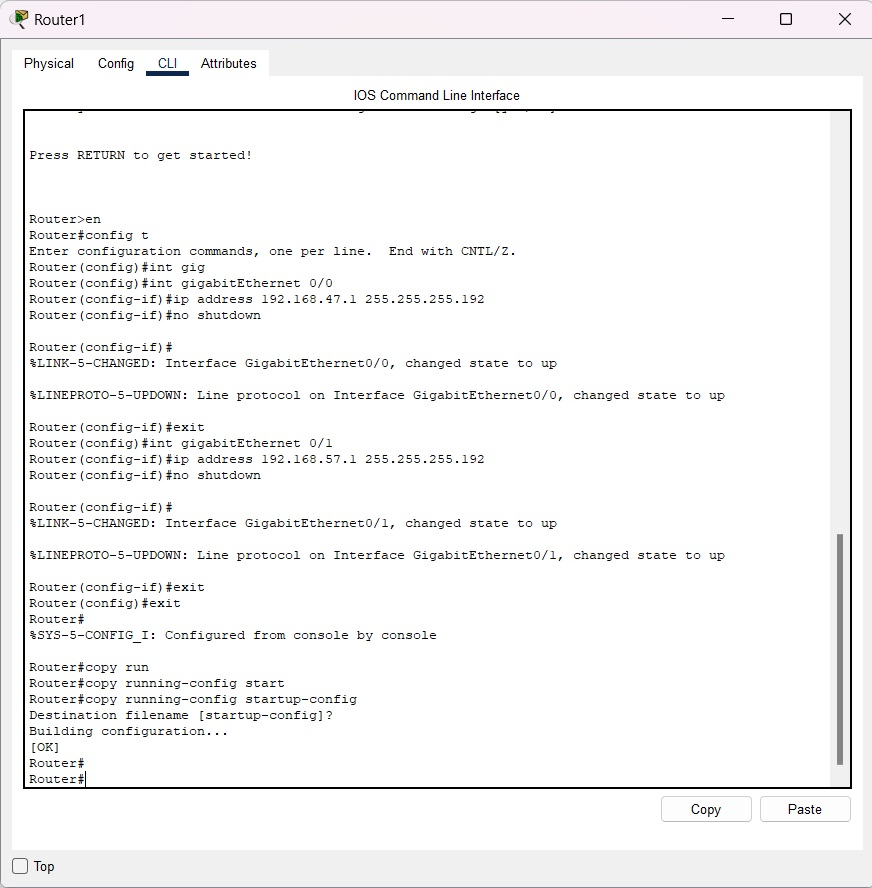 Router1
Physical Config CLI Attributes
IOS Command Line Interface
Press RETURN to get started!
Router>en
Router#config t
Enter configuration commands, one per line.  End with CNTL/Z.
Router(config)#int gig
Router(config)#int gigabitEthernet 0/0
Router(config-if)#ip address 192.168.47.1 255.255.255.192
Router(config-if)#no shutdown
Router(config-if)#
%LINK-5-CHANGED: Interface GigabitEthernet0/0, changed state to up
%LINEPROTO-5-UPDOWN: Line protocol on Interface GigabitEthernet0/0, changed state to up
Router(config-if)#exit
Router(config)#int gigabitEthernet 0/1
Router(config-if)#ip address 192.168.57.1 255.255.255.192
Router(config-if)#no shutdown
Router(config-if)#
%LINK-5-CHANGED: Interface GigabitEthernet0/1, changed state to up
%LINEPROTO-5-UPDOWN: Line protocol on Interface GigabitEthernet0/1, changed state to up
Router(config-if)#exit
Router(config)#exit
Router#
%SYS-5-CONFIG_I: Configured from console by console
Router#copy run
Router#copy running-config start
Router#copy running-config startup-config
Destination filename [startup-config]?
Building configuration...
[OK]
Router#
Router#
Copy Paste
Top